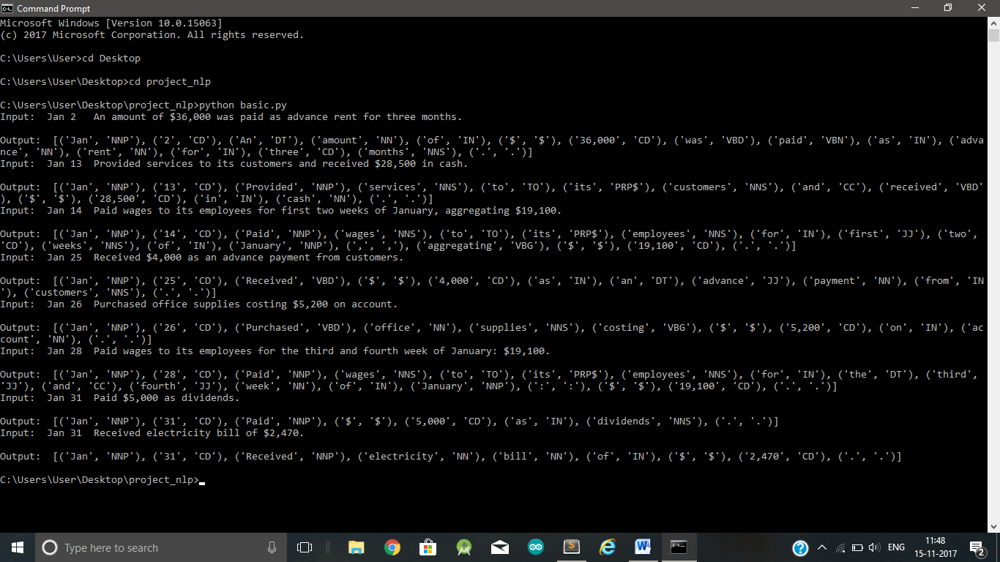 Command Prompt
Microsoft Windows [Version 10.0.15063]
(c) 2017 Microsoft Corporation. All rights reserved.
C:\Users\User>cd Desktop
C:\Users\User\Desktop>cd project_nlp
C:\Users\User\Desktop\project_nlp>python basic.py
Input:  Jan 2   An amount of $36,000 was paid as advance rent for three months.
Output:  [('Jan', 'NNP'), ('2', 'CD'), ('An', 'DT'), ('amount', 'NN'), ('of', 'IN'), ('$', '$'), ('36,000', 'CD'), ('was', 'VBD'), ('paid', 'VBN'), ('as', 'IN'), ('adva
nce', 'NN'), ('rent', 'NN'), ('for', 'IN'), ('three', 'CD'), ('months', 'NNS'), ('.', '.')]
Input:  Jan 13  Provided services to its customers and received $28,500 in cash.
Output:  [('Jan', 'NNP'), ('13', 'CD'), ('Provided', 'NNP'), ('services', 'NNS'), ('to', 'TO'), ('its', 'PRP$'), ('customers', 'NNS'), ('and', 'CC'), ('received', 'VBD'
), ('$', '$'), ('28,500', 'CD'), ('in', 'IN'), ('cash', 'NN'), ('.', '.')]
Input:  Jan 14  Paid wages to its employees for first two weeks of January, aggregating $19,100.
Output:  [('Jan', 'NNP'), ('14', 'CD'), ('Paid', 'NNP'), ('wages', 'NNS'), ('to', 'TO'), ('its', 'PRP$'), ('employees', 'NNS'), ('for', 'IN'), ('first', 'JJ'), ('two',
'CD'), ('weeks', 'NNS'), ('of', 'IN'), ('January', 'NNP'), (',', ','), ('aggregating', 'VBG'), ('$', '$'), ('19,100', 'CD'), ('.', '.')]
Input:  Jan 25  Received $4,000 as an advance payment from customers.
Output:  [('Jan', 'NNP'), ('25', 'CD'), ('Received', 'VBD'), ('$', '$'), ('4,000', 'CD'), ('as', 'IN'), ('an', 'DT'), ('advance', 'JJ'), ('payment', 'NN'), ('from', 'IN
'), ('customers', 'NNS'), ('.', '.')]
Input:  Jan 26  Purchased office supplies costing $5,200 on account.
Output:  [('Jan', 'NNP'), ('26', 'CD'), ('Purchased', 'VBD'), ('office', 'NN'), ('supplies', 'NNS'), ('costing', 'VBG'), ('$', '$'), ('5,200', 'CD'), ('on', 'IN'), ('ac
count', 'NN'), ('.', '.')]
Input:  Jan 28  Paid wages to its employees for the third and fourth week of January: $19,100.
Output:  [('Jan', 'NNP'), ('28', 'CD'), ('Paid', 'NNP'), ('wages', 'NNS'), ('to', 'TO'), ('its', 'PRP$'), ('employees', 'NNS'), ('for', 'IN'), ('the', 'DT'), ('third',
'JJ'), ('and', 'CC'), ('fourth', 'JJ'), ('week', 'NN'), ('of', 'IN'), ('January', 'NNP'), (':', ':'), ('$', '$'), ('19,100', 'CD'), ('.', '.')]
Input:  Jan 31  Paid $5,000 as dividends.
Output:  [('Jan', 'NNP'), ('31', 'CD'), ('Paid', 'NNP'), ('$', '$'), ('5,000', 'CD'), ('as', 'IN'), ('dividends', 'NNS'), ('.', '.')]
Input:  Jan 31  Received electricity bill of $2,470.
Output:  [('Jan', 'NNP'), ('31', 'CD'), ('Received', 'NNP'), ('electricity', 'NN'), ('bill', 'NN'), ('of', 'IN'), ('$', '$'), ('2,470', 'CD'), ('.', '.')]
C:\Users\User\Desktop\project_nlp>
Type here to search
ENG
11:48
15-11-2017
2